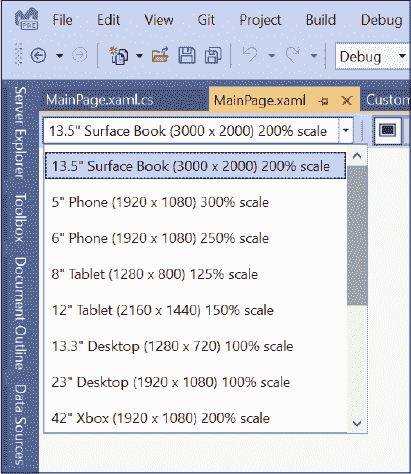 PRE
File Edit View Git Project Build Debug
Debug
MainPage.xaml.cs MainPage.xaml Custom
13.5" Surface Book (3000 x 2000) 200% scale
13.5" Surface Book (3000 x 2000) 200% scale
5" Phone (1920 x 1080) 300% scale
6" Phone (1920 x 1080) 250% scale
8" Tablet (1280 x 800) 125% scale
12" Tablet (2160 x 1440) 150% scale
13.3" Desktop (1280 x 720) 100% scale
23" Desktop (1920 x 1080) 100% scale
42" Xbox (1920 x 1080) 200% scale
Server Explorer
Toolbox
Document Outline
Data Sources